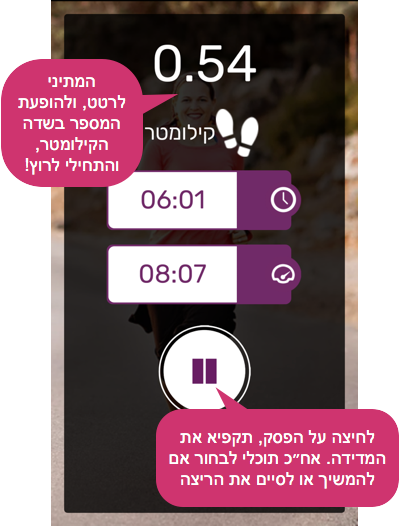 0.54
המתיני
לרטט, ולהופעת
המספר בשדה
הקילומטר,
והתחילי לרוץ!
קילומטר
06:01
08:07
לחיצה על הפסק, תקפיא את
המדידה. אח״כ תוכלי לבחור אם
להמשיך או לסיים את הריצה